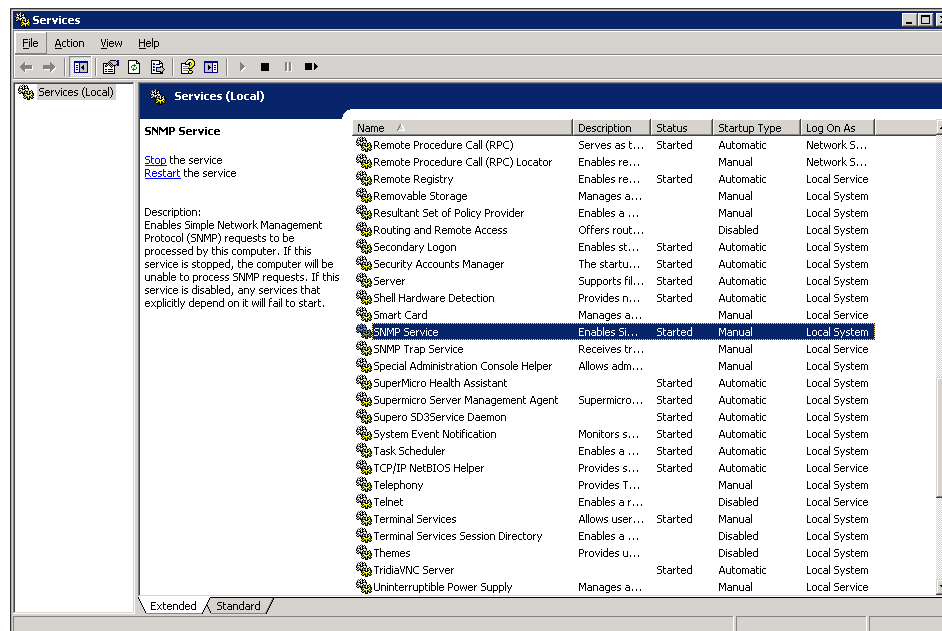 Services
File Action View Help
Services (Local)
Services (Local)
SNMP Service
Stop the service
Restart the service
Description:
Enables Simple Network Management
Protocol (SNMP) requests to be
processed by this computer. If this
service is stopped, the computer will be
unable to process SNMP requests. If this
service is disabled, any services that
explicitly depend on it will fail to start.
Name Description Status Startup Type Log On As
Remote Procedure Call (RPC) Serves as t... Started Automatic Network S...
Remote Procedure Call (RPC) Locator Enables re... Manual Network S...
Remote Registry Enables re... Started Automatic Local Service
Removable Storage Manages a... Manual Local System
Resultant Set of Policy Provider Enables a ... Manual Local System
Routing and Remote Access Offers rout... Disabled Local System
Secondary Logon Enables st... Started Automatic Local System
Security Accounts Manager The startu... Started Automatic Local System
Server Supports fil... Started Automatic Local System
Shell Hardware Detection Provides n... Started Automatic Local System
Smart Card Manages a... Manual Local Service
SNMP Service Enables Si... Started Manual Local System
SNMP Trap Service Receives tr... Manual Local Service
Special Administration Console Helper Allows adm... Manual Local System
SuperMicro Health Assistant Started Automatic Local System
Supermicro Server Management Agent Supermicro... Started Automatic Local System
Supero SD3Service Daemon Started Automatic Local System
System Event Notification Monitors s... Started Automatic Local System
Task Scheduler Enables a ... Started Automatic Local System
TCP/IP NetBIOS Helper Provides s... Started Automatic Local Service
Telephony Provides T... Manual Local System
Telnet Enables a r... Disabled Local Service
Terminal Services Allows user... Started Manual Local System
Terminal Services Session Directory Enables a ... Disabled Local System
Themes Provides u... Disabled Local System
TridiaVNC Server Started Automatic Local System
Uninterruptible Power Supply Manages a... Manual Local Service
Extended Standard